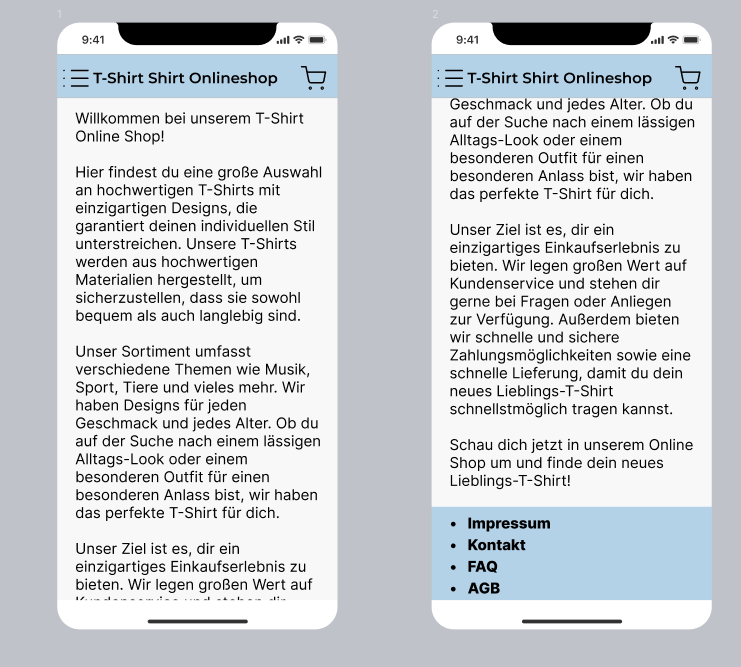 1
9:41
T-Shirt Shirt Onlineshop
Willkommen bei unserem T-Shirt
Online Shop!
Hier findest du eine große Auswahl
an hochwertigen T-Shirts mit
einzigartigen Designs, die
garantiert deinen individuellen Stil
unterstreichen. Unsere T-Shirts
werden aus hochwertigen
Materialien hergestellt, um
sicherzustellen, dass sie sowohl
bequem als auch langlebig sind.
Unser Sortiment umfasst
verschiedene Themen wie Musik,
Sport, Tiere und vieles mehr. Wir
haben Designs für jeden
Geschmack und jedes Alter. Ob du
auf der Suche nach einem lässigen
Alltags-Look oder einem
besonderen Outfit für einen
besonderen Anlass bist, wir haben
das perfekte T-Shirt für dich.
Unser Ziel ist es, dir ein
einzigartiges Einkaufserlebnis zu
bieten. Wir legen großen Wert auf
Kundenservice und stehen dir
2
9:41
T-Shirt Shirt Onlineshop
Geschmack und jedes Alter. Ob du
auf der Suche nach einem lässigen
Alltags-Look oder einem
besonderen Outfit für einen
besonderen Anlass bist, wir haben
das perfekte T-Shirt für dich.
Unser Ziel ist es, dir ein
einzigartiges Einkaufserlebnis zu
bieten. Wir legen großen Wert auf
Kundenservice und stehen dir
gerne bei Fragen oder Anliegen
zur Verfügung. Außerdem bieten
wir schnelle und sichere
Zahlungsmöglichkeiten sowie eine
schnelle Lieferung, damit du dein
neues Lieblings-T-Shirt
schnellstmöglich tragen kannst.
Schau dich jetzt in unserem Online
Shop um und finde dein neues
Lieblings-T-Shirt!
• Impressum
• Kontakt
• FAQ
• AGB